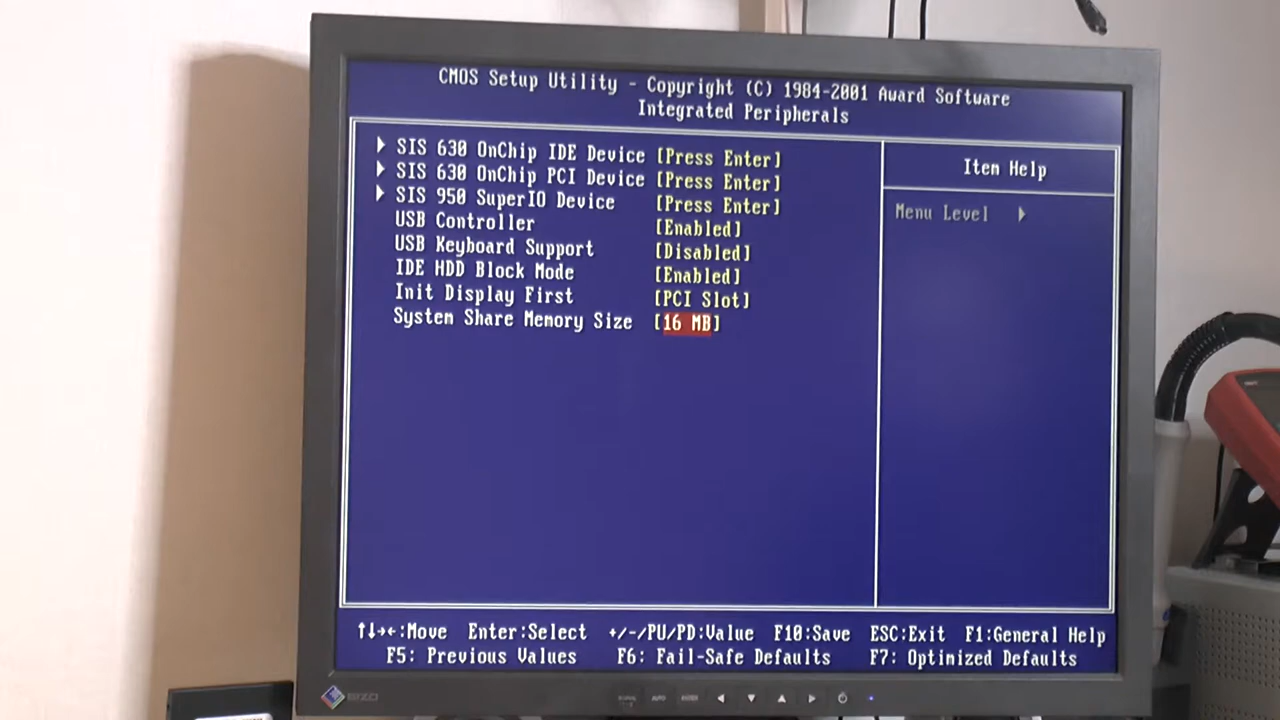 CMOS Setup Utility - Copyright (C) 1984-2001 Award Software
Integrated Peripherals
SIS 630 OnChip IDE Device [Press Enter]
SIS 630 OnChip PCI Device [Press Enter]
SIS 950 SuperIO Device [Press Enter]
USB Controller [Enabled]
USB Keyboard Support [Disabled]
IDE HDD Block Mode [Enabled]
Init Display First [PCI Slot]
System Share Memory Size [16 MB]
Item Help
Menu Level
↑↓→←:Move Enter:Select +/-/PU/PD:Value F10:Save ESC:Exit F1:General Help
F5: Previous Values F6: Fail-Safe Defaults F7: Optimized Defaults
EIZO
AUTO
ENTER